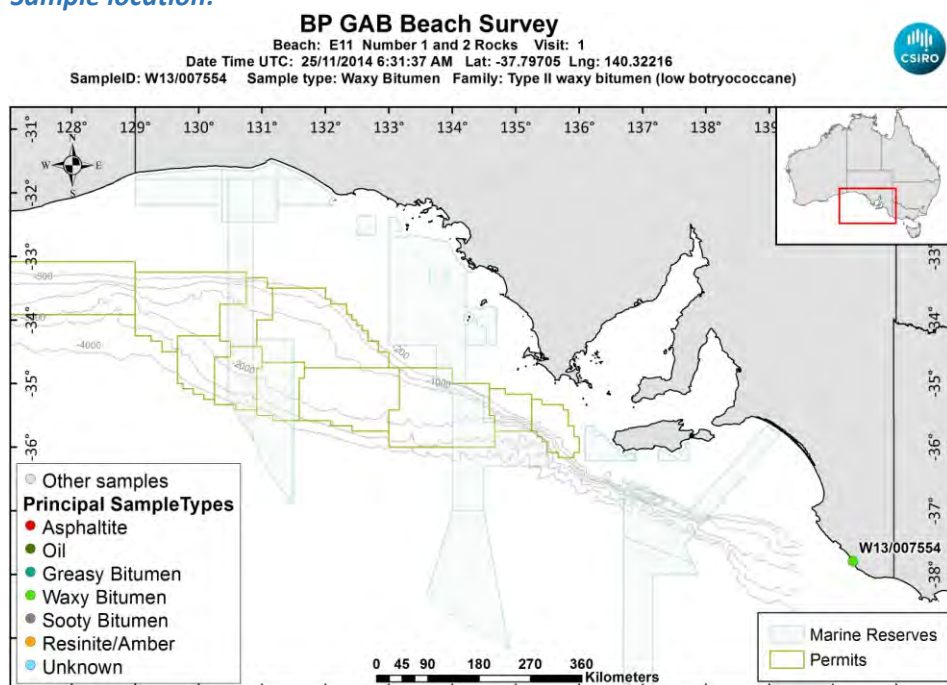 Sample location:
BP GAB Beach Survey
Beach: E11 Number 1 and 2 Rocks Visit: 1
Date Time UTC: 25/11/2014 6:31:37 AM Lat: -37.79705 Lng: 140.32216
SampleID: W13/007554 Sample type: Waxy Bitumen Family: Type II waxy bitumen (low botryococcane)
CSIRO
128° 129° 130° 131° 132° 133° 134° 135° 136° 137° 138° 139
-31°
-32°
-33°
-34°
-35°
-36°
-37°
-38°
-33°
-34°
-35°
-36°
-37°
-38°
N
W E
S
-4000
-2000
-200
-1000
W13/007554
Other samples
Principal SampleTypes
Asphaltite
Oil
Greasy Bitumen
Waxy Bitumen
Sooty Bitumen
Resinite/Amber
Unknown
0 45 90 180 270 360
Kilometers
Marine Reserves
Permits